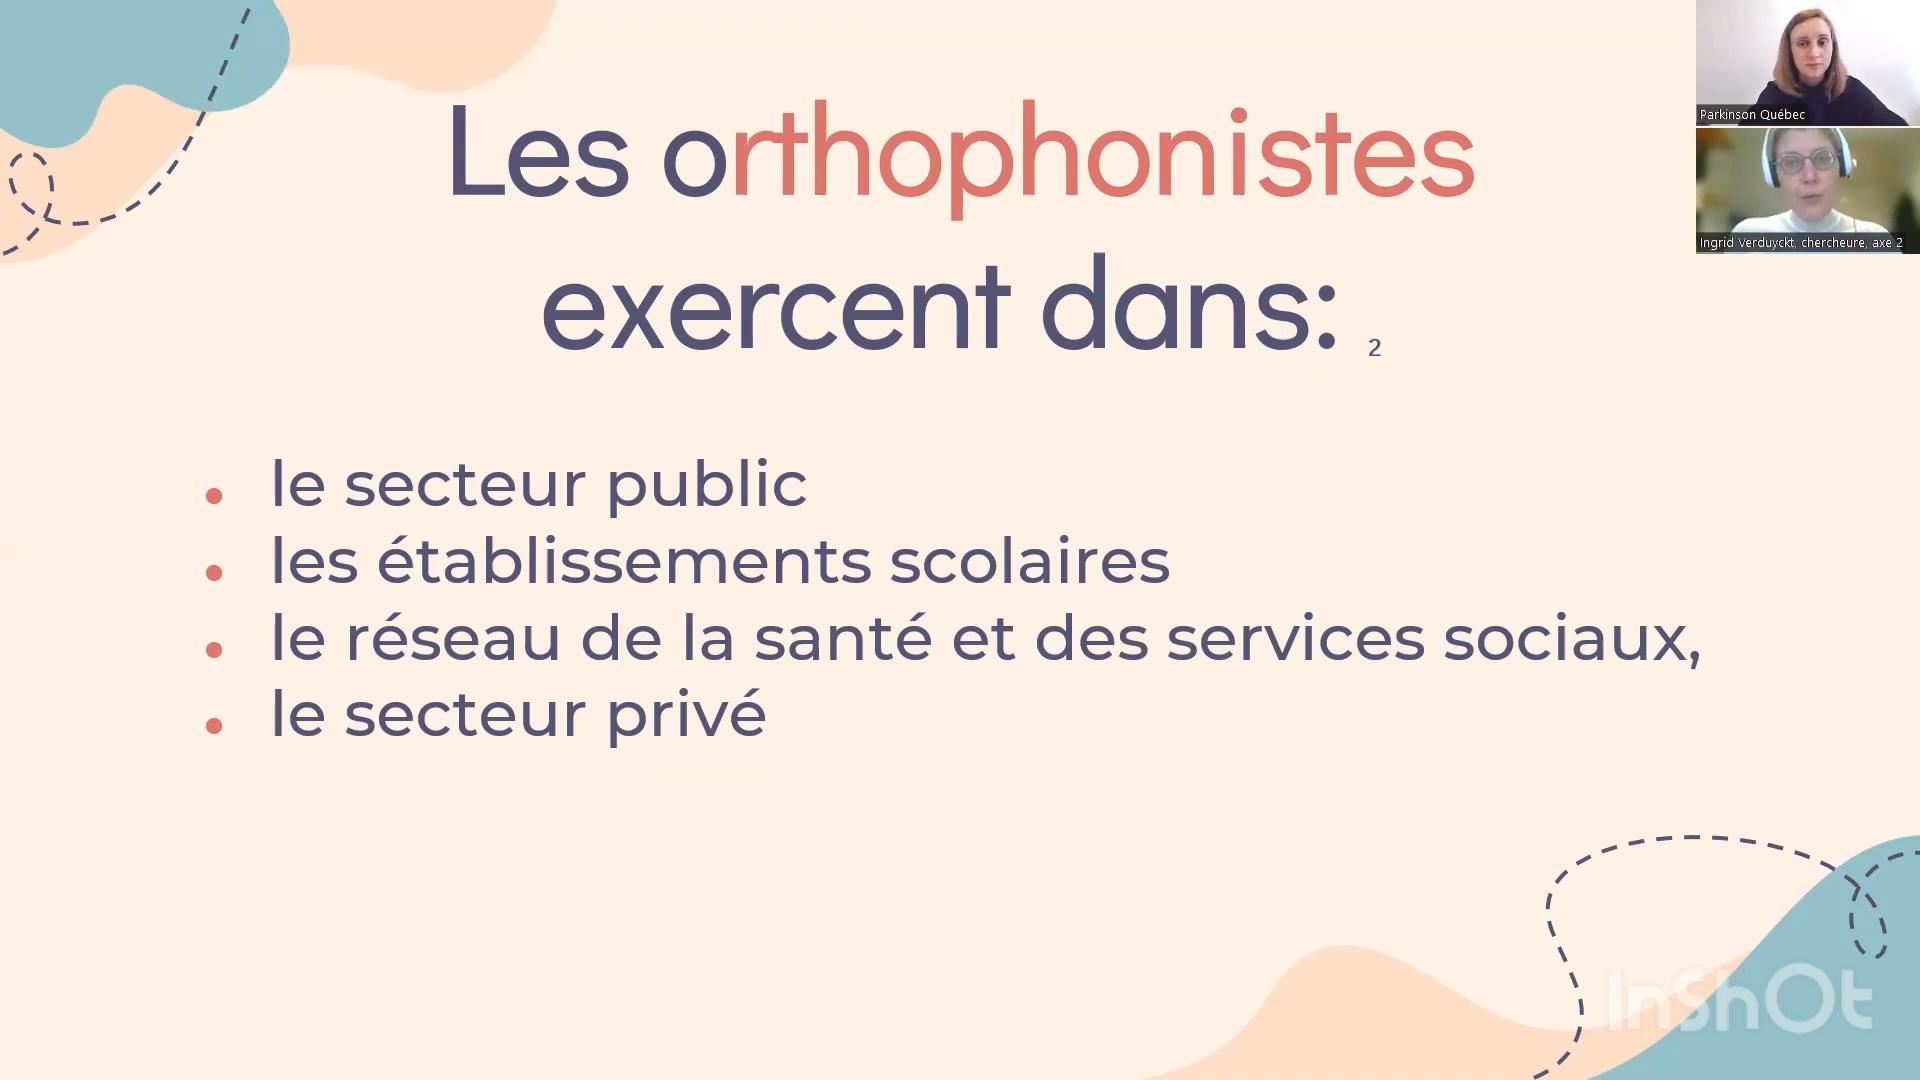 Les orthophonistes
exercent dans: 2
• le secteur public
• les établissements scolaires
• le réseau de la santé et des services sociaux,
• le secteur privé
Parkinson Québec
Ingrid Verduyckt, chercheure, axe 2
InShOt